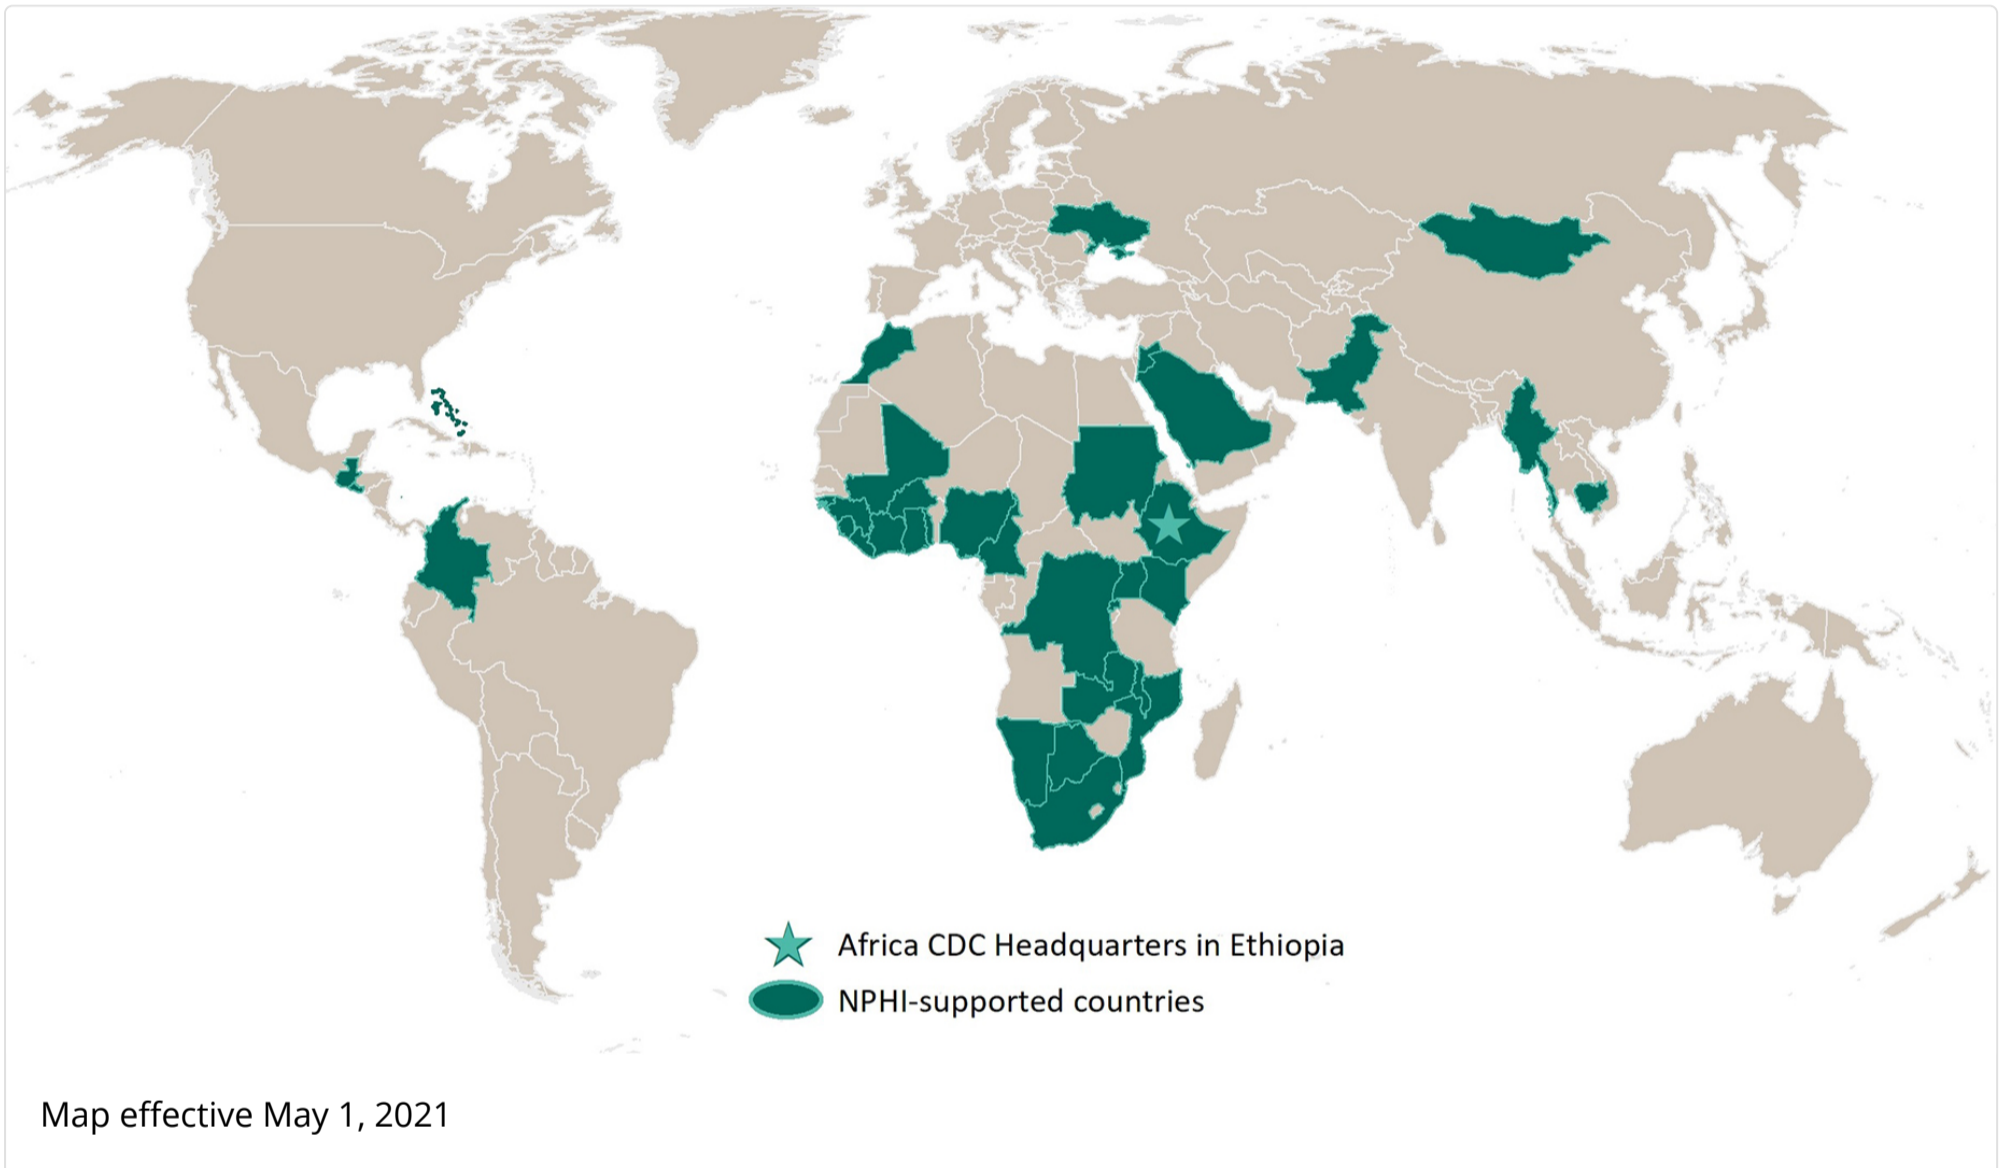 Africa CDC Headquarters in Ethiopia
NPHI-supported countries
Map effective May 1, 2021